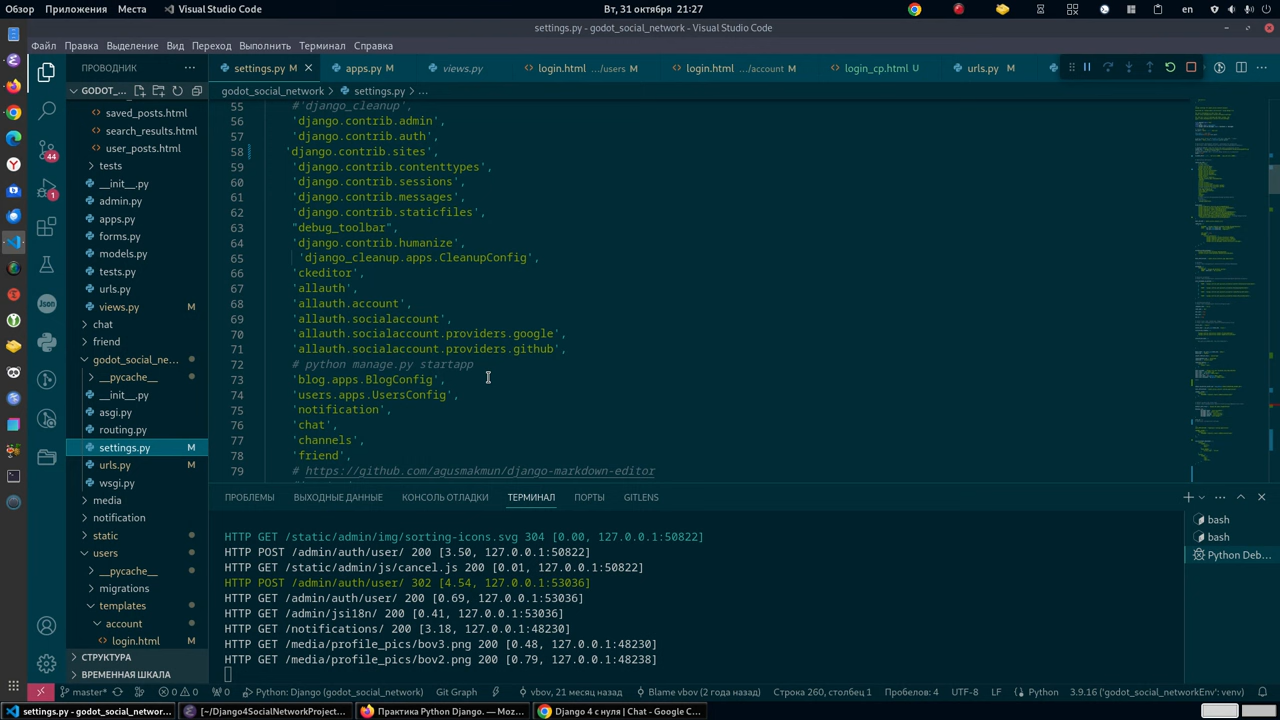 Обзор Приложения Места Visual Studio Code Вт, 31 октября 21:27 en
settings.py - godot_social_network - Visual Studio Code
Файл Правка Выделение Вид Переход Выполнить Терминал Справка
ПРОВОДНИК ··· settings.py M apps.py M views.py login.html .../users M login.html .../account M login_cp.html U urls.py M
GODOT_... godot_social_network > settings.py > ...
saved_posts.html
search_results.html
user_posts.html
tests
__init__.py
admin.py
apps.py
forms.py
models.py
tests.py
urls.py
views.py M
chat
friend
godot_social_ne...
__pycache__
__init__.py
asgi.py
routing.py
settings.py M
urls.py M
wsgi.py
media
notification
static
users
__pycache__
migrations
templates
account
login.html
СТРУКТУРА
ВРЕМЕННАЯ ШКАЛА
44
1
Json
55 #'django_cleanup',
56 'django.contrib.admin',
57 'django.contrib.auth',
58 'django.contrib.sites',
59 'django.contrib.contenttypes',
60 'django.contrib.sessions',
61 'django.contrib.messages',
62 'django.contrib.staticfiles',
63 "debug_toolbar",
64 'django.contrib.humanize',
65 'django_cleanup.apps.CleanupConfig',
66 'ckeditor',
67 'allauth',
68 'allauth.account',
69 'allauth.socialaccount',
70 'allauth.socialaccount.providers.google',
71 'allauth.socialaccount.providers.github',
72 # python manage.py startapp
73 'blog.apps.BlogConfig',
74 'users.apps.UsersConfig',
75 'notification',
76 'chat',
77 'channels',
78 'friend',
79 # https://github.com/agusmakmun/django-markdown-editor
ПРОБЛЕМЫ ВЫХОДНЫЕ ДАННЫЕ КОНСОЛЬ ОТЛАДКИ ТЕРМИНАЛ ПОРТЫ GITLENS
HTTP GET /static/admin/img/sorting-icons.svg 304 [0.00, 127.0.0.1:50822]
HTTP POST /admin/auth/user/ 200 [3.50, 127.0.0.1:50822]
HTTP GET /static/admin/js/cancel.js 200 [0.01, 127.0.0.1:50822]
HTTP POST /admin/auth/user/ 302 [4.54, 127.0.0.1:53036]
HTTP GET /admin/auth/user/ 200 [0.69, 127.0.0.1:53036]
HTTP GET /admin/jsi18n/ 200 [0.41, 127.0.0.1:53036]
HTTP GET /notifications/ 200 [3.18, 127.0.0.1:48230]
HTTP GET /media/profile_pics/bov3.png 200 [0.48, 127.0.0.1:48230]
HTTP GET /media/profile_pics/bov2.png 200 [0.79, 127.0.0.1:48238]
bash
bash
Python Deb...
master* 0 0 0 Python: Django (godot_social_network) Git Graph vbov, 21 месяц назад Blame vbov (2 года назад) Строка 260, столбец 1 Пробелов: 4 UTF-8 LF Python 3.9.16 ('godot_socialnetworkEnv': venv)
settings.py - godot_social_network... [~/Django4SocialNetworkProject... Практика Python Django. — Moz... Django 4 с нуля | Chat - Google C...